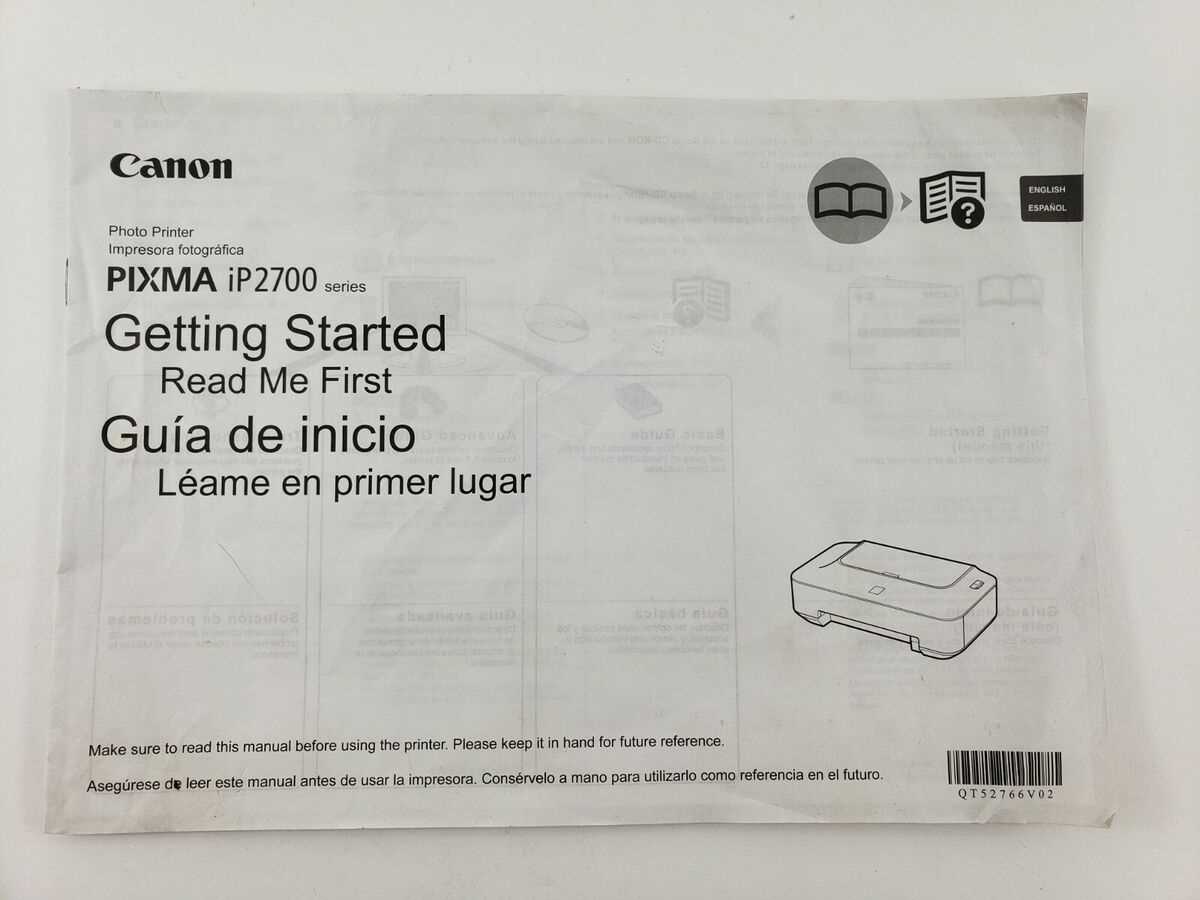 Canon
ENGLISH
ESPAÑOL
Photo Printer
Impresora fotográfica
PIXMA iP2700 series
Getting Started
Read Me First
Guía de inicio
Léame en primer lugar
Make sure to read this manual before using the printer. Please keep it in hand for future reference.
Asegúrese de leer este manual antes de usar la impresora. Consérvelo a mano para utilizarlo como referencia en el futuro.
QT52766V02